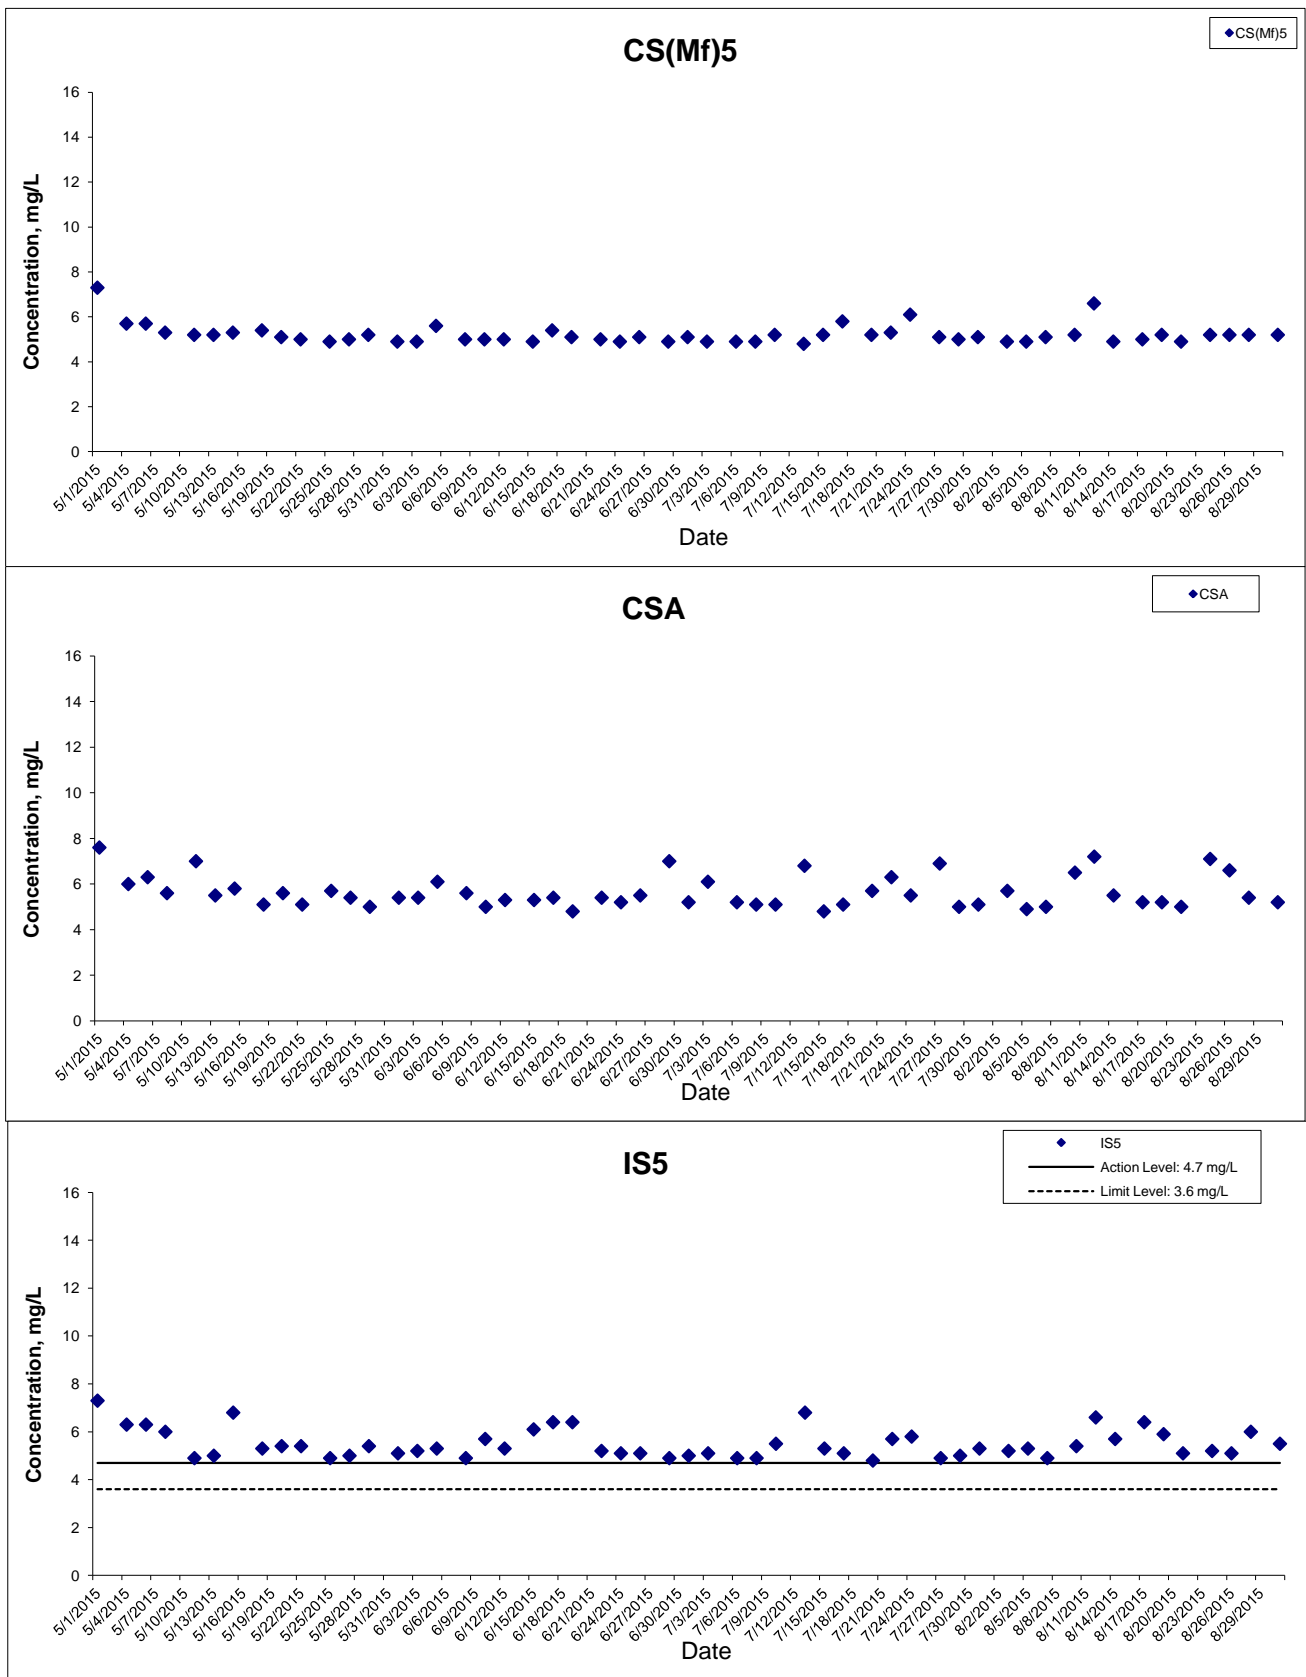 CS(Mf)5
CS(Mf)5
Concentration, mg/L
16
14
12
10
8
6
4
2
0
5/1/2015 5/4/2015 5/7/2015 5/10/2015 5/13/2015 5/16/2015 5/19/2015 5/22/2015 5/25/2015 5/28/2015 5/31/2015 6/3/2015 6/6/2015 6/9/2015 6/12/2015 6/15/2015 6/18/2015 6/21/2015 6/24/2015 6/27/2015 6/30/2015 7/3/2015 7/6/2015 7/9/2015 7/12/2015 7/15/2015 7/18/2015 7/21/2015 7/24/2015 7/27/2015 7/30/2015 8/2/2015 8/5/2015 8/8/2015 8/11/2015 8/14/2015 8/17/2015 8/20/2015 8/23/2015 8/26/2015 8/29/2015
Date
CSA
CSA
Concentration, mg/L
16
14
12
10
8
6
4
2
0
5/1/2015 5/4/2015 5/7/2015 5/10/2015 5/13/2015 5/16/2015 5/19/2015 5/22/2015 5/25/2015 5/28/2015 5/31/2015 6/3/2015 6/6/2015 6/9/2015 6/12/2015 6/15/2015 6/18/2015 6/21/2015 6/24/2015 6/27/2015 6/30/2015 7/3/2015 7/6/2015 7/9/2015 7/12/2015 7/15/2015 7/18/2015 7/21/2015 7/24/2015 7/27/2015 7/30/2015 8/2/2015 8/5/2015 8/8/2015 8/11/2015 8/14/2015 8/17/2015 8/20/2015 8/23/2015 8/26/2015 8/29/2015
Date
IS5
IS5
Action Level: 4.7 mg/L
Limit Level: 3.6 mg/L
Concentration, mg/L
16
14
12
10
8
6
4
2
0
5/1/2015 5/4/2015 5/7/2015 5/10/2015 5/13/2015 5/16/2015 5/19/2015 5/22/2015 5/25/2015 5/28/2015 5/31/2015 6/3/2015 6/6/2015 6/9/2015 6/12/2015 6/15/2015 6/18/2015 6/21/2015 6/24/2015 6/27/2015 6/30/2015 7/3/2015 7/6/2015 7/9/2015 7/12/2015 7/15/2015 7/18/2015 7/21/2015 7/24/2015 7/27/2015 7/30/2015 8/2/2015 8/5/2015 8/8/2015 8/11/2015 8/14/2015 8/17/2015 8/20/2015 8/23/2015 8/26/2015 8/29/2015
Date